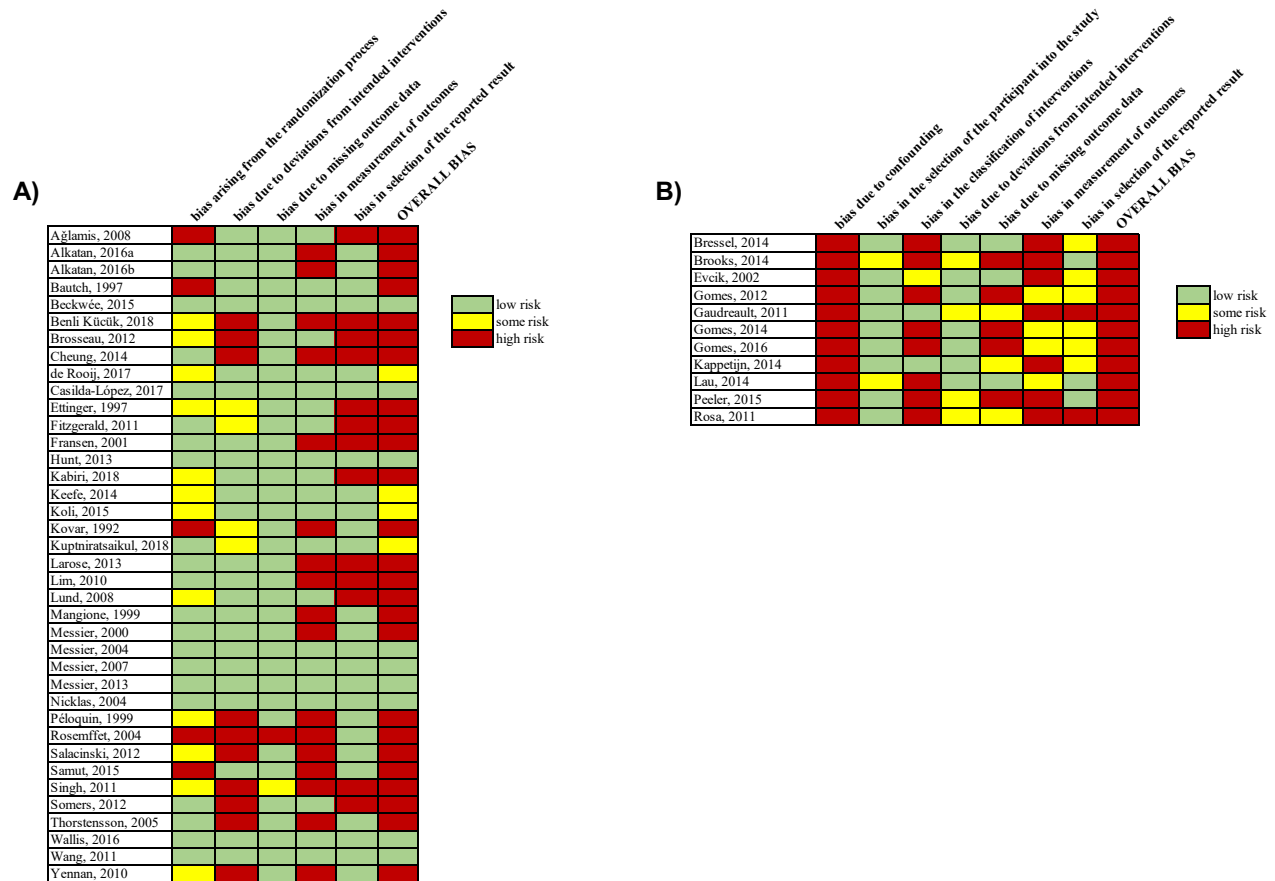 A)
bias arising from the randomization process
bias due to deviations from intended interventions
bias due to missing outcome data
bias in measurement of outcomes
bias in selection of the reported result
OVERALL BIAS
Ağlamis, 2008
Alkatan, 2016a
Alkatan, 2016b
Bautch, 1997
Beckwée, 2015
Benli Kücük, 2018
Brosseau, 2012
Cheung, 2014
de Rooij, 2017
Casilda-López, 2017
Ettinger, 1997
Fitzgerald, 2011
Fransen, 2001
Hunt, 2013
Kabiri, 2018
Keefe, 2014
Koli, 2015
Kovar, 1992
Kuptniratsaikul, 2018
Larose, 2013
Lim, 2010
Lund, 2008
Mangione, 1999
Messier, 2000
Messier, 2004
Messier, 2007
Messier, 2013
Nicklas, 2004
Péloquin, 1999
Rosemffet, 2004
Salacinski, 2012
Samut, 2015
Singh, 2011
Somers, 2012
Thorstensson, 2005
Wallis, 2016
Wang, 2011
Yennan, 2010
low risk
some risk
high risk
B)
bias due to confounding
bias in the selection of the participant into the study
bias in the classification of interventions
bias due to deviations from intended interventions
bias due to missing outcome data
bias in measurement of outcomes
bias in selection of the reported result
OVERALL BIAS
Bressel, 2014
Brooks, 2014
Evcik, 2002
Gomes, 2012
Gaudreault, 2011
Gomes, 2014
Gomes, 2016
Kappetijn, 2014
Lau, 2014
Peeler, 2015
Rosa, 2011
low risk
some risk
high risk